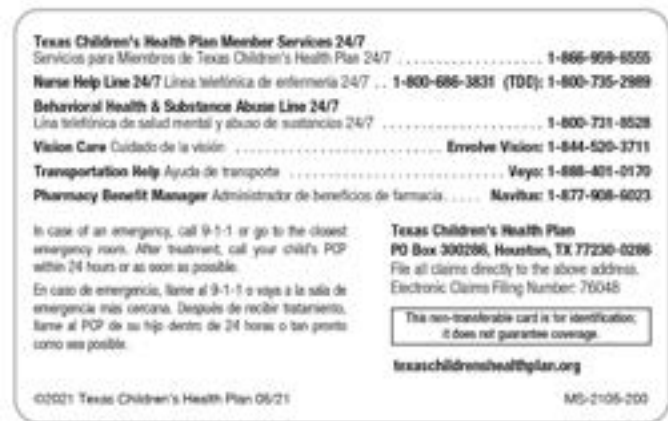 Texas Children's Health Plan Member Services 24/7
Servicios para Miembros de Texas Children's Health Plan 24/7 . . . . . . . . . . . . . . . . . . . 1-866-959-6555
Nurse Help Line 24/7 Línea telefónica de enfermería 24/7 . . 1-800-686-3831 (TDD): 1-800-735-2989
Behavioral Health & Substance Abuse Line 24/7
Lína telefónica de salud mental y abuso de sustancias 24/7 . . . . . . . . . . . . . . . . . . . . . 1-800-731-8528
Vision Care Cuidado de la visión . . . . . . . . . . . . . . . . . . . . . . . . . . . . Envolve Vision: 1-844-520-3711
Transportation Help Ayuda de transporte . . . . . . . . . . . . . . . . . . . . . . . . . . . Veyo: 1-888-401-0170
Pharmacy Benefit Manager Administrador de beneficios de farmacia . . . . . Navitus: 1-877-908-6023
In case of an emergency, call 9-1-1 or go to the closest
emergency room. After treatment, call your child's PCP
within 24 hours or as soon as possible.
En caso de emergencia, llame al 9-1-1 o vaya a la sala de
emergencia más cercana. Después de recibir tratamiento,
llame al PCP de su hijo dentro de 24 horas o tan pronto
como sea posible.
Texas Children's Health Plan
PO Box 300286, Houston, TX 77230-0286
File all claims directly to the above address.
Electronic Claims Filing Number: 76048
This non-transferable card is for identification;
it does not guarantee coverage.
texaschildrenshealthplan.org
©2021 Texas Children's Health Plan 05/21
MS-2105-200